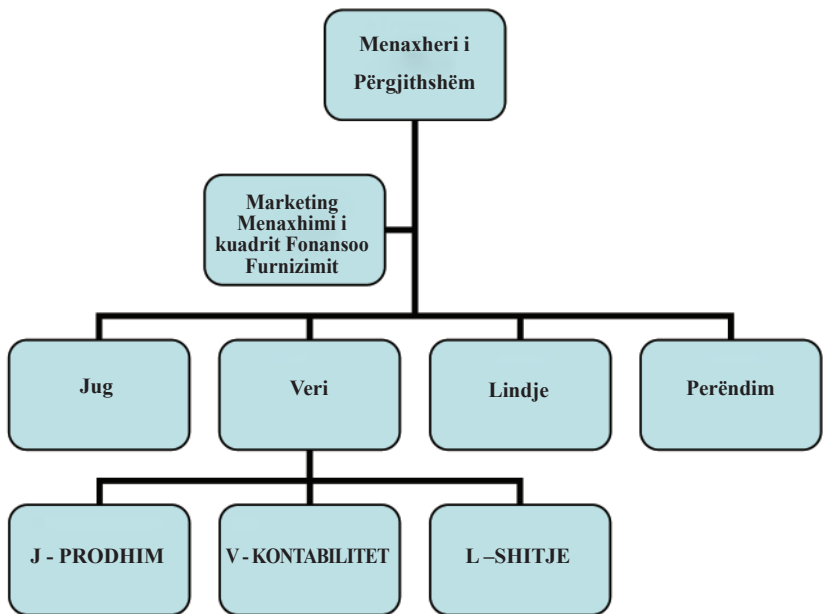 Menaxheri i
Përgjithshëm
Marketing
Menaxhimi i
kuadrit Fonansoo
Furnizimit
Jug
Veri
Lindje
Perëndim
J - PRODHIM
V - KONTABILITET
L –SHITJE